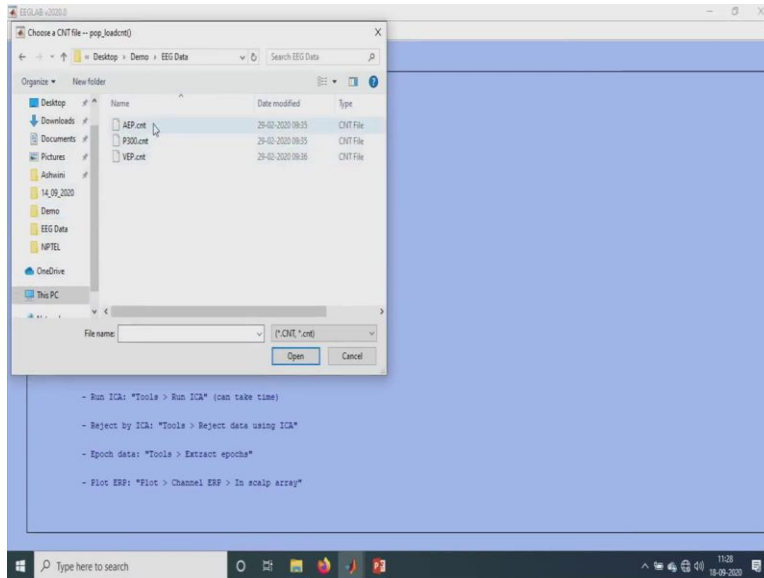 EEGLAB v2020.0
Choose a CNT file -- pop_loadcnt()
X
« Desktop › Demo › EEG Data
Search EEG Data
Organize
New folder
Desktop
Downloads
Documents
Pictures
Ashwini
14_09_2020
Demo
EEG Data
NPTEL
OneDrive
This PC
Name Date modified Type
AEP.cnt 29-02-2020 09:35 CNT File
P300.cnt 29-02-2020 09:35 CNT File
VEP.cnt 29-02-2020 09:36 CNT File
File name:
(*.CNT, *.cnt)
Open Cancel
- Run ICA: "Tools > Run ICA" (can take time)
- Reject by ICA: "Tools > Reject data using ICA"
- Epoch data: "Tools > Extract epochs"
- Plot ERP: "Plot > Channel ERP > In scalp array"
Type here to search
11:28
18-09-2020